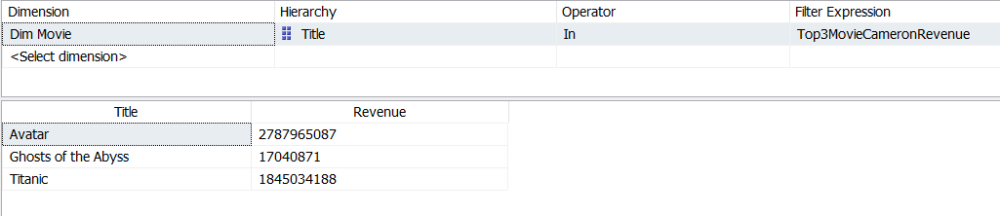 Dimension Hierarchy Operator Filter Expression
Dim Movie Title In Top3MovieCameronRevenue
<Select dimension>
Title Revenue
Avatar 2787965087
Ghosts of the Abyss 17040871
Titanic 1845034188